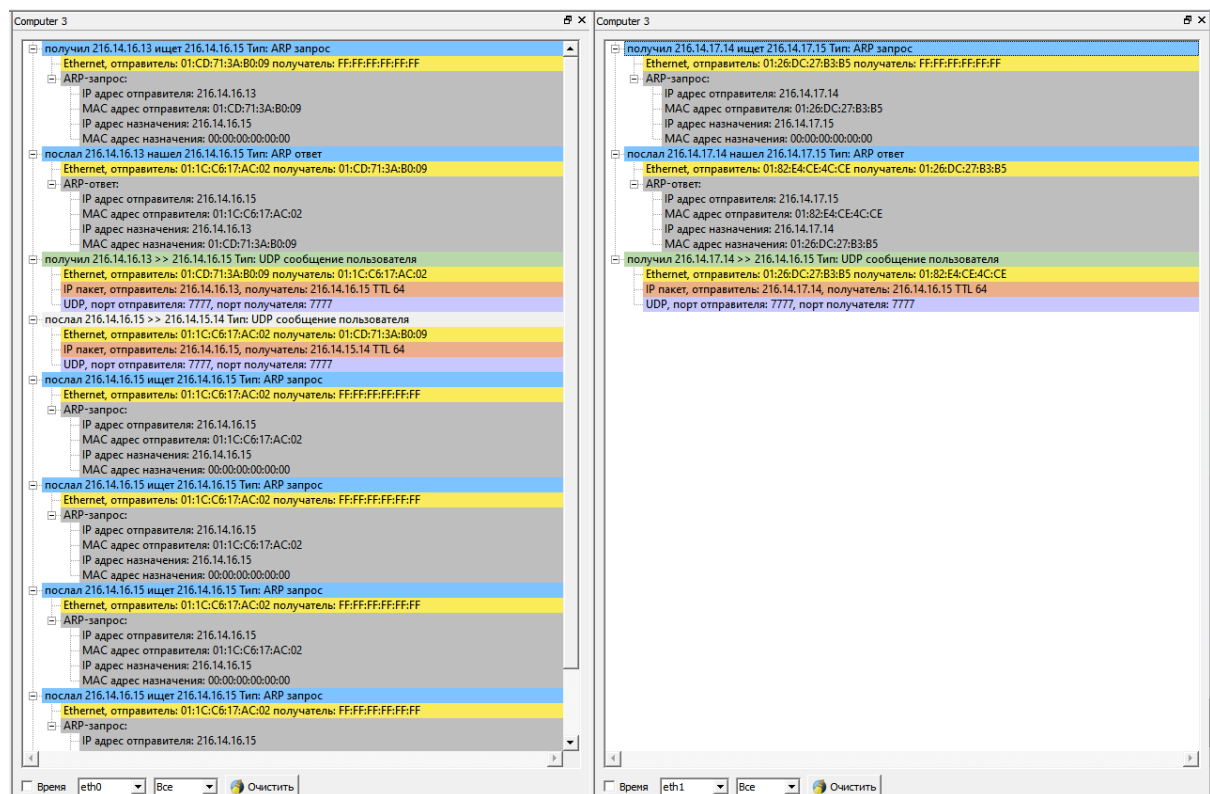 Computer 3
получил 216.14.16.13 ищет 216.14.16.15 Тип: ARP запрос
Ethernet, отправитель: 01:CD:71:3A:B0:09 получатель: FF:FF:FF:FF:FF:FF
ARP-запрос:
IP адрес отправителя: 216.14.16.13
MAC адрес отправителя: 01:CD:71:3A:B0:09
IP адрес назначения: 216.14.16.15
MAC адрес назначения: 00:00:00:00:00:00
послал 216.14.16.13 нашел 216.14.16.15 Тип: ARP ответ
Ethernet, отправитель: 01:1C:C6:17:AC:02 получатель: 01:CD:71:3A:B0:09
ARP-ответ:
IP адрес отправителя: 216.14.16.15
MAC адрес отправителя: 01:1C:C6:17:AC:02
IP адрес назначения: 216.14.16.13
MAC адрес назначения: 01:CD:71:3A:B0:09
получил 216.14.16.13 >> 216.14.16.15 Тип: UDP сообщение пользователя
Ethernet, отправитель: 01:CD:71:3A:B0:09 получатель: 01:1C:C6:17:AC:02
IP пакет, отправитель: 216.14.16.13, получатель: 216.14.16.15 TTL 64
UDP, порт отправителя: 7777, порт получателя: 7777
послал 216.14.16.15 >> 216.14.15.14 Тип: UDP сообщение пользователя
Ethernet, отправитель: 01:1C:C6:17:AC:02 получатель: 01:CD:71:3A:B0:09
IP пакет, отправитель: 216.14.16.15, получатель: 216.14.15.14 TTL 64
UDP, порт отправителя: 7777, порт получателя: 7777
послал 216.14.16.15 ищет 216.14.16.15 Тип: ARP запрос
Ethernet, отправитель: 01:1C:C6:17:AC:02 получатель: FF:FF:FF:FF:FF:FF
ARP-запрос:
IP адрес отправителя: 216.14.16.15
MAC адрес отправителя: 01:1C:C6:17:AC:02
IP адрес назначения: 216.14.16.15
MAC адрес назначения: 00:00:00:00:00:00
послал 216.14.16.15 ищет 216.14.16.15 Тип: ARP запрос
Ethernet, отправитель: 01:1C:C6:17:AC:02 получатель: FF:FF:FF:FF:FF:FF
ARP-запрос:
IP адрес отправителя: 216.14.16.15
MAC адрес отправителя: 01:1C:C6:17:AC:02
IP адрес назначения: 216.14.16.15
MAC адрес назначения: 00:00:00:00:00:00
послал 216.14.16.15 ищет 216.14.16.15 Тип: ARP запрос
Ethernet, отправитель: 01:1C:C6:17:AC:02 получатель: FF:FF:FF:FF:FF:FF
ARP-запрос:
IP адрес отправителя: 216.14.16.15
MAC адрес отправителя: 01:1C:C6:17:AC:02
IP адрес назначения: 216.14.16.15
MAC адрес назначения: 00:00:00:00:00:00
послал 216.14.16.15 ищет 216.14.16.15 Тип: ARP запрос
Ethernet, отправитель: 01:1C:C6:17:AC:02 получатель: FF:FF:FF:FF:FF:FF
ARP-запрос:
IP адрес отправителя: 216.14.16.15
Время eth0 Все Очистить
Computer 3
получил 216.14.17.14 ищет 216.14.17.15 Тип: ARP запрос
Ethernet, отправитель: 01:26:DC:27:B3:B5 получатель: FF:FF:FF:FF:FF:FF
ARP-запрос:
IP адрес отправителя: 216.14.17.14
MAC адрес отправителя: 01:26:DC:27:B3:B5
IP адрес назначения: 216.14.17.15
MAC адрес назначения: 00:00:00:00:00:00
послал 216.14.17.14 нашел 216.14.17.15 Тип: ARP ответ
Ethernet, отправитель: 01:82:E4:CE:4C:CE получатель: 01:26:DC:27:B3:B5
ARP-ответ:
IP адрес отправителя: 216.14.17.15
MAC адрес отправителя: 01:82:E4:CE:4C:CE
IP адрес назначения: 216.14.17.14
MAC адрес назначения: 01:26:DC:27:B3:B5
получил 216.14.17.14 >> 216.14.16.15 Тип: UDP сообщение пользователя
Ethernet, отправитель: 01:26:DC:27:B3:B5 получатель: 01:82:E4:CE:4C:CE
IP пакет, отправитель: 216.14.17.14, получатель: 216.14.16.15 TTL 64
UDP, порт отправителя: 7777, порт получателя: 7777
Время eth1 Все Очистить